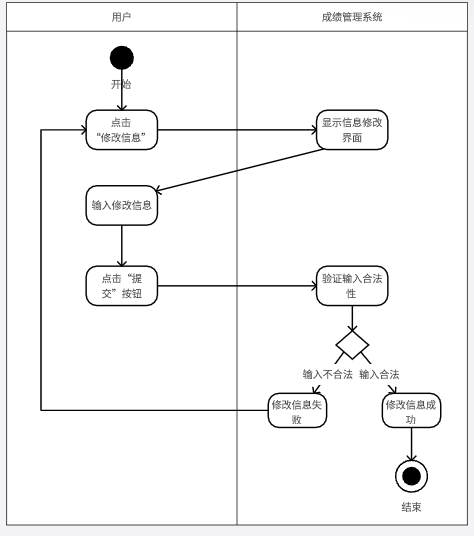 用户
成绩管理系统
开始
点击
“修改信息”
显示信息修改
界面
输入修改信息
点击“提
交”按钮
验证输入合法
性
输入不合法
输入合法
修改信息失
败
修改信息成
功
结束